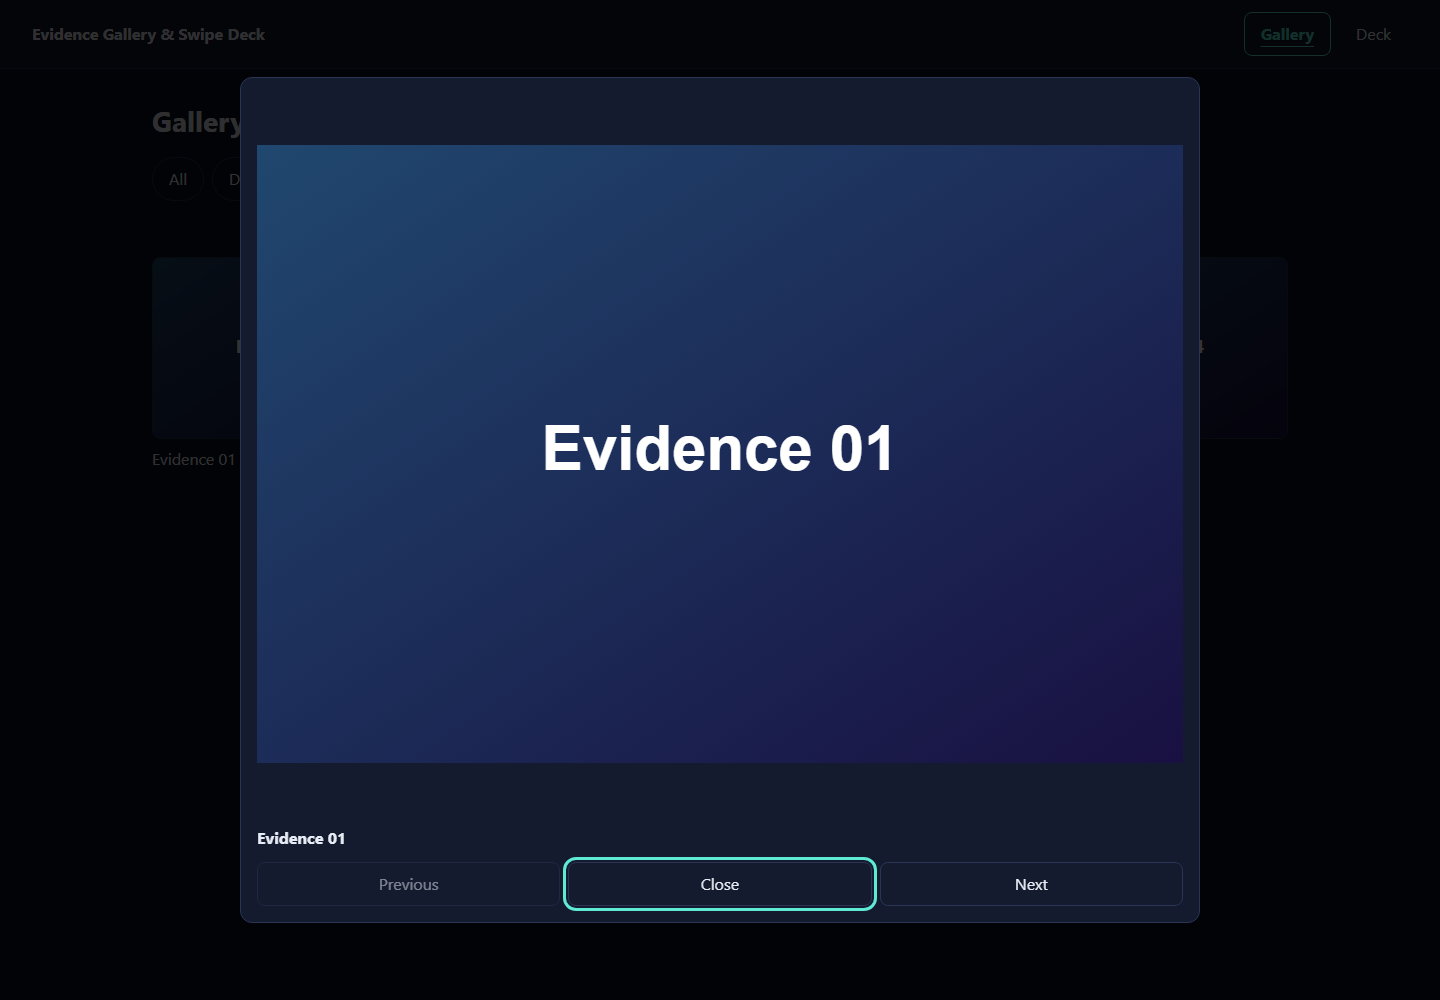 Evidence Gallery & Swipe Deck
Gallery
Deck
Gallery
All
Evidence 01
Evidence 01
Evidence 01
Previous
Close
Next